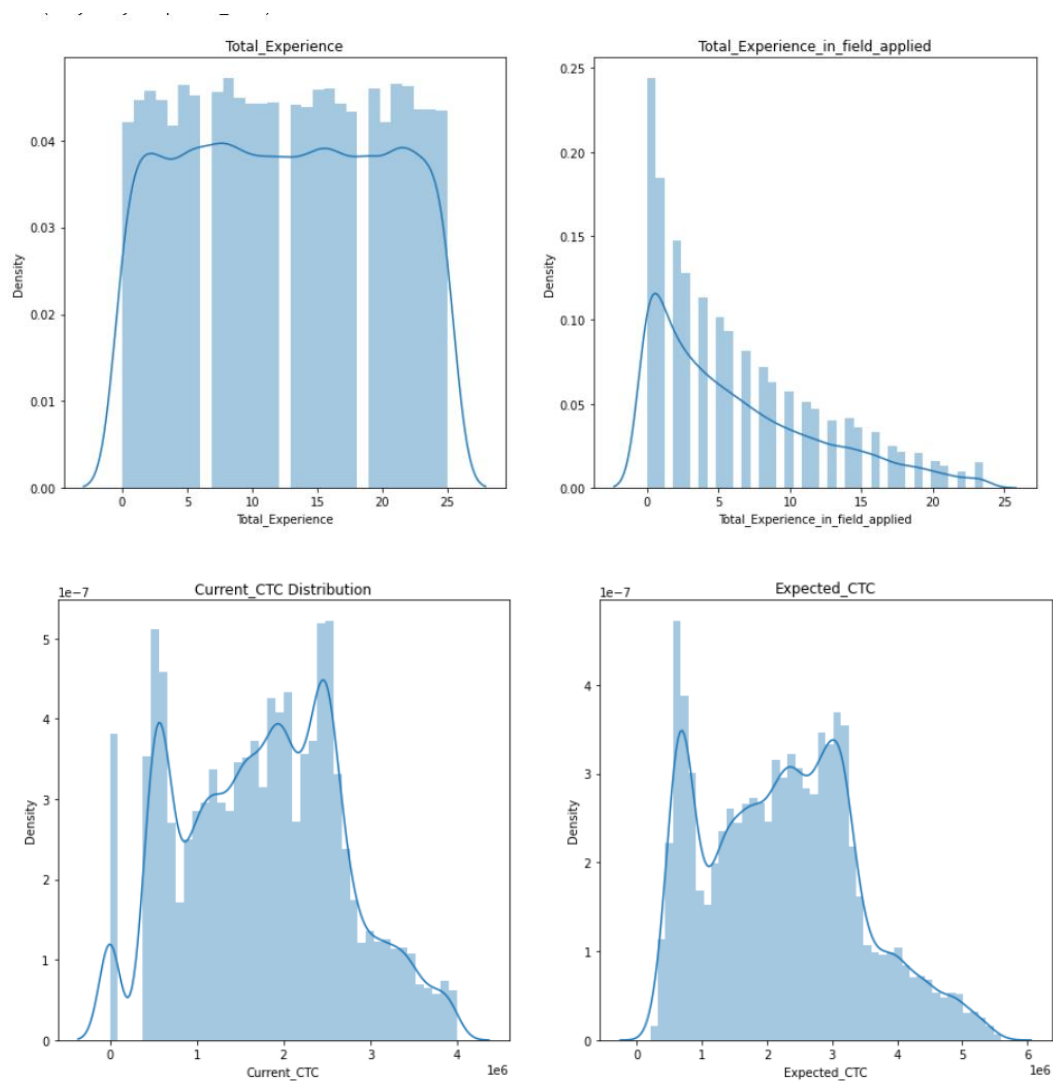 Total_Experience
0.04
0.03
0.02
0.01
0.00
Density
0 5 10 15 20 25
Total_Experience
Total_Experience_in_field_applied
0.25
0.20
0.15
0.10
0.05
0.00
Density
0 5 10 15 20 25
Total_Experience_in_field_applied
1e-7
Current_CTC Distribution
5
4
3
2
1
0
Density
0 1 2 3 4
1e6
Current_CTC
1e-7
Expected_CTC
4
3
2
1
0
Density
0 1 2 3 4 5 6
1e6
Expected_CTC